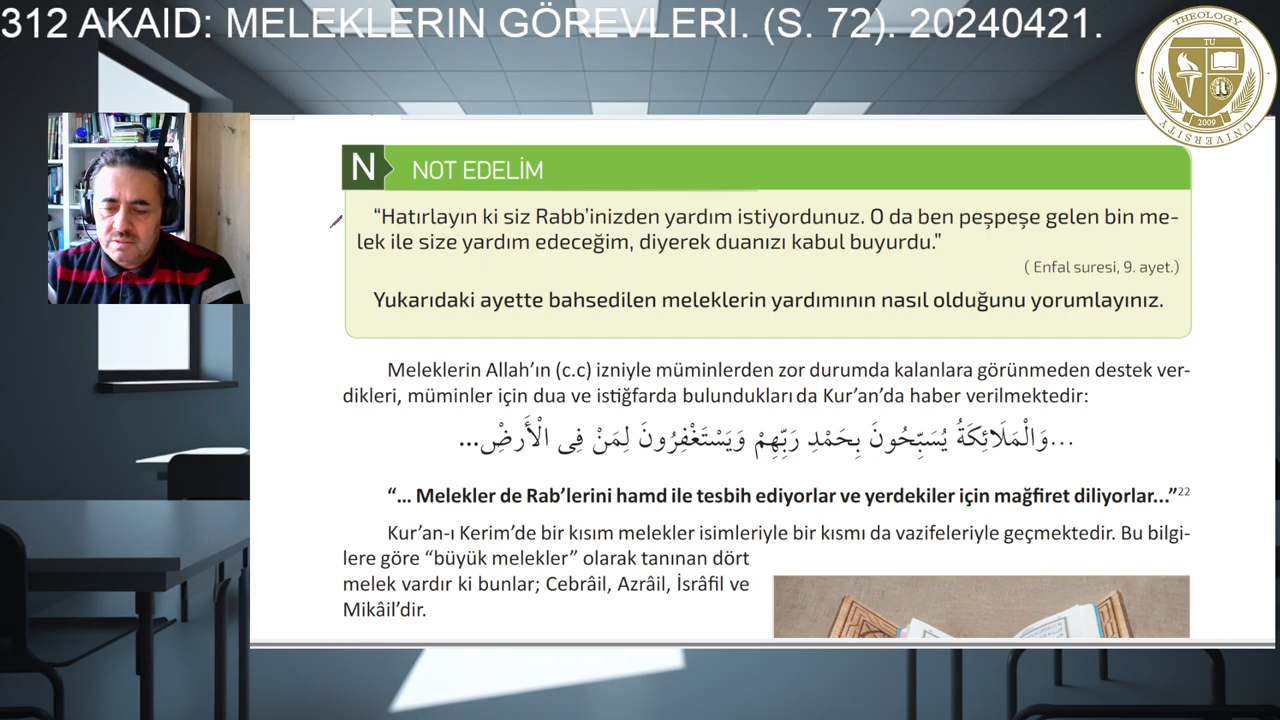 312 AKAID: MELEKLERIN GÖREVLERI. (S. 72). 20240421.
THEOLOGY
TU
2009
UNIVERSITY
N NOT EDELİM
“Hatırlayın ki siz Rabb’inizden yardım istiyordunuz. O da ben peşpeşe gelen bin me-
lek ile size yardım edeceğim, diyerek duanızı kabul buyurdu.”
( Enfal suresi, 9. ayet.)
Yukarıdaki ayette bahsedilen meleklerin yardımının nasıl olduğunu yorumlayınız.
Meleklerin Allah’ın (c.c) izniyle müminlerden zor durumda kalanlara görünmeden destek ver-
dikleri, müminler için dua ve istiğfarda bulundukları da Kur’an’da haber verilmektedir:
...وَالْمَلَائِكَةُ يُسَبِّحُونَ بِحَمْدِ رَبِّهِمْ وَيَسْتَغْفِرُونَ لِمَنْ فِى الْأَرضِ...
“... Melekler de Rab’lerini hamd ile tesbih ediyorlar ve yerdekiler için mağfiret diliyorlar...”22
Kur’an-ı Kerim’de bir kısım melekler isimleriyle bir kısmı da vazifeleriyle geçmektedir. Bu bilgi-
lere göre “büyük melekler” olarak tanınan dört
melek vardır ki bunlar; Cebrâil, Azrâil, İsrâfil ve
Mikâil’dir.